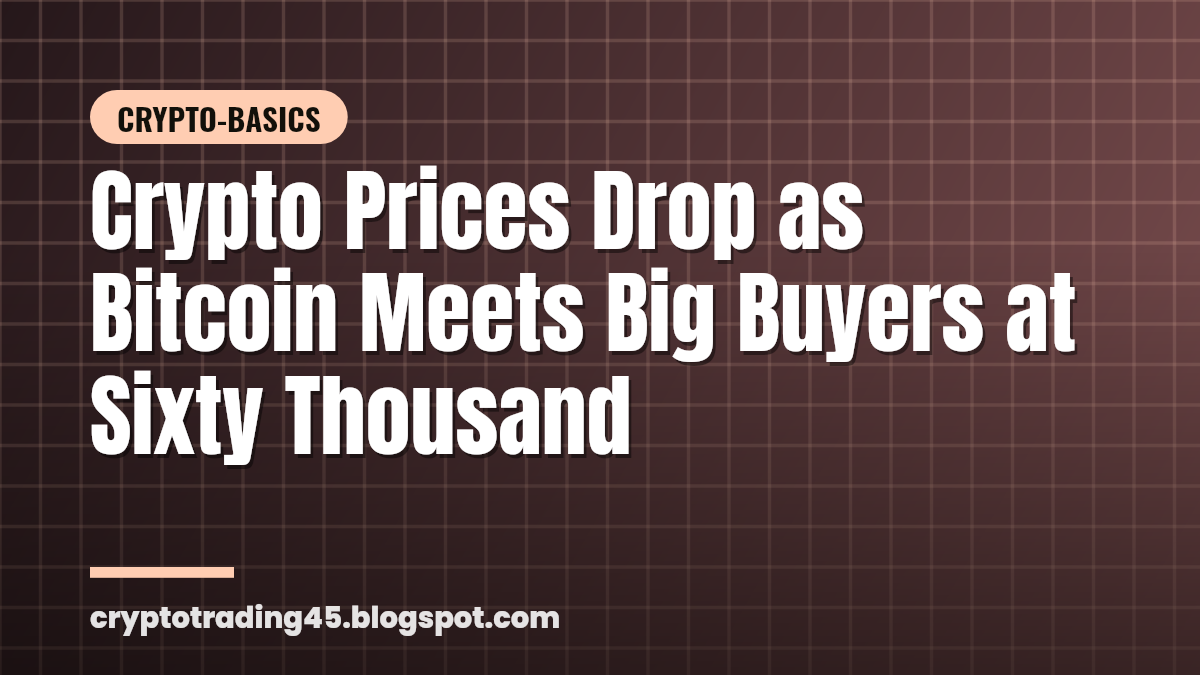 CRYPTO-BASICS
Crypto Prices Drop as
Bitcoin Meets Big Buyers at
Sixty Thousand
cryptotrading45.blogspot.com